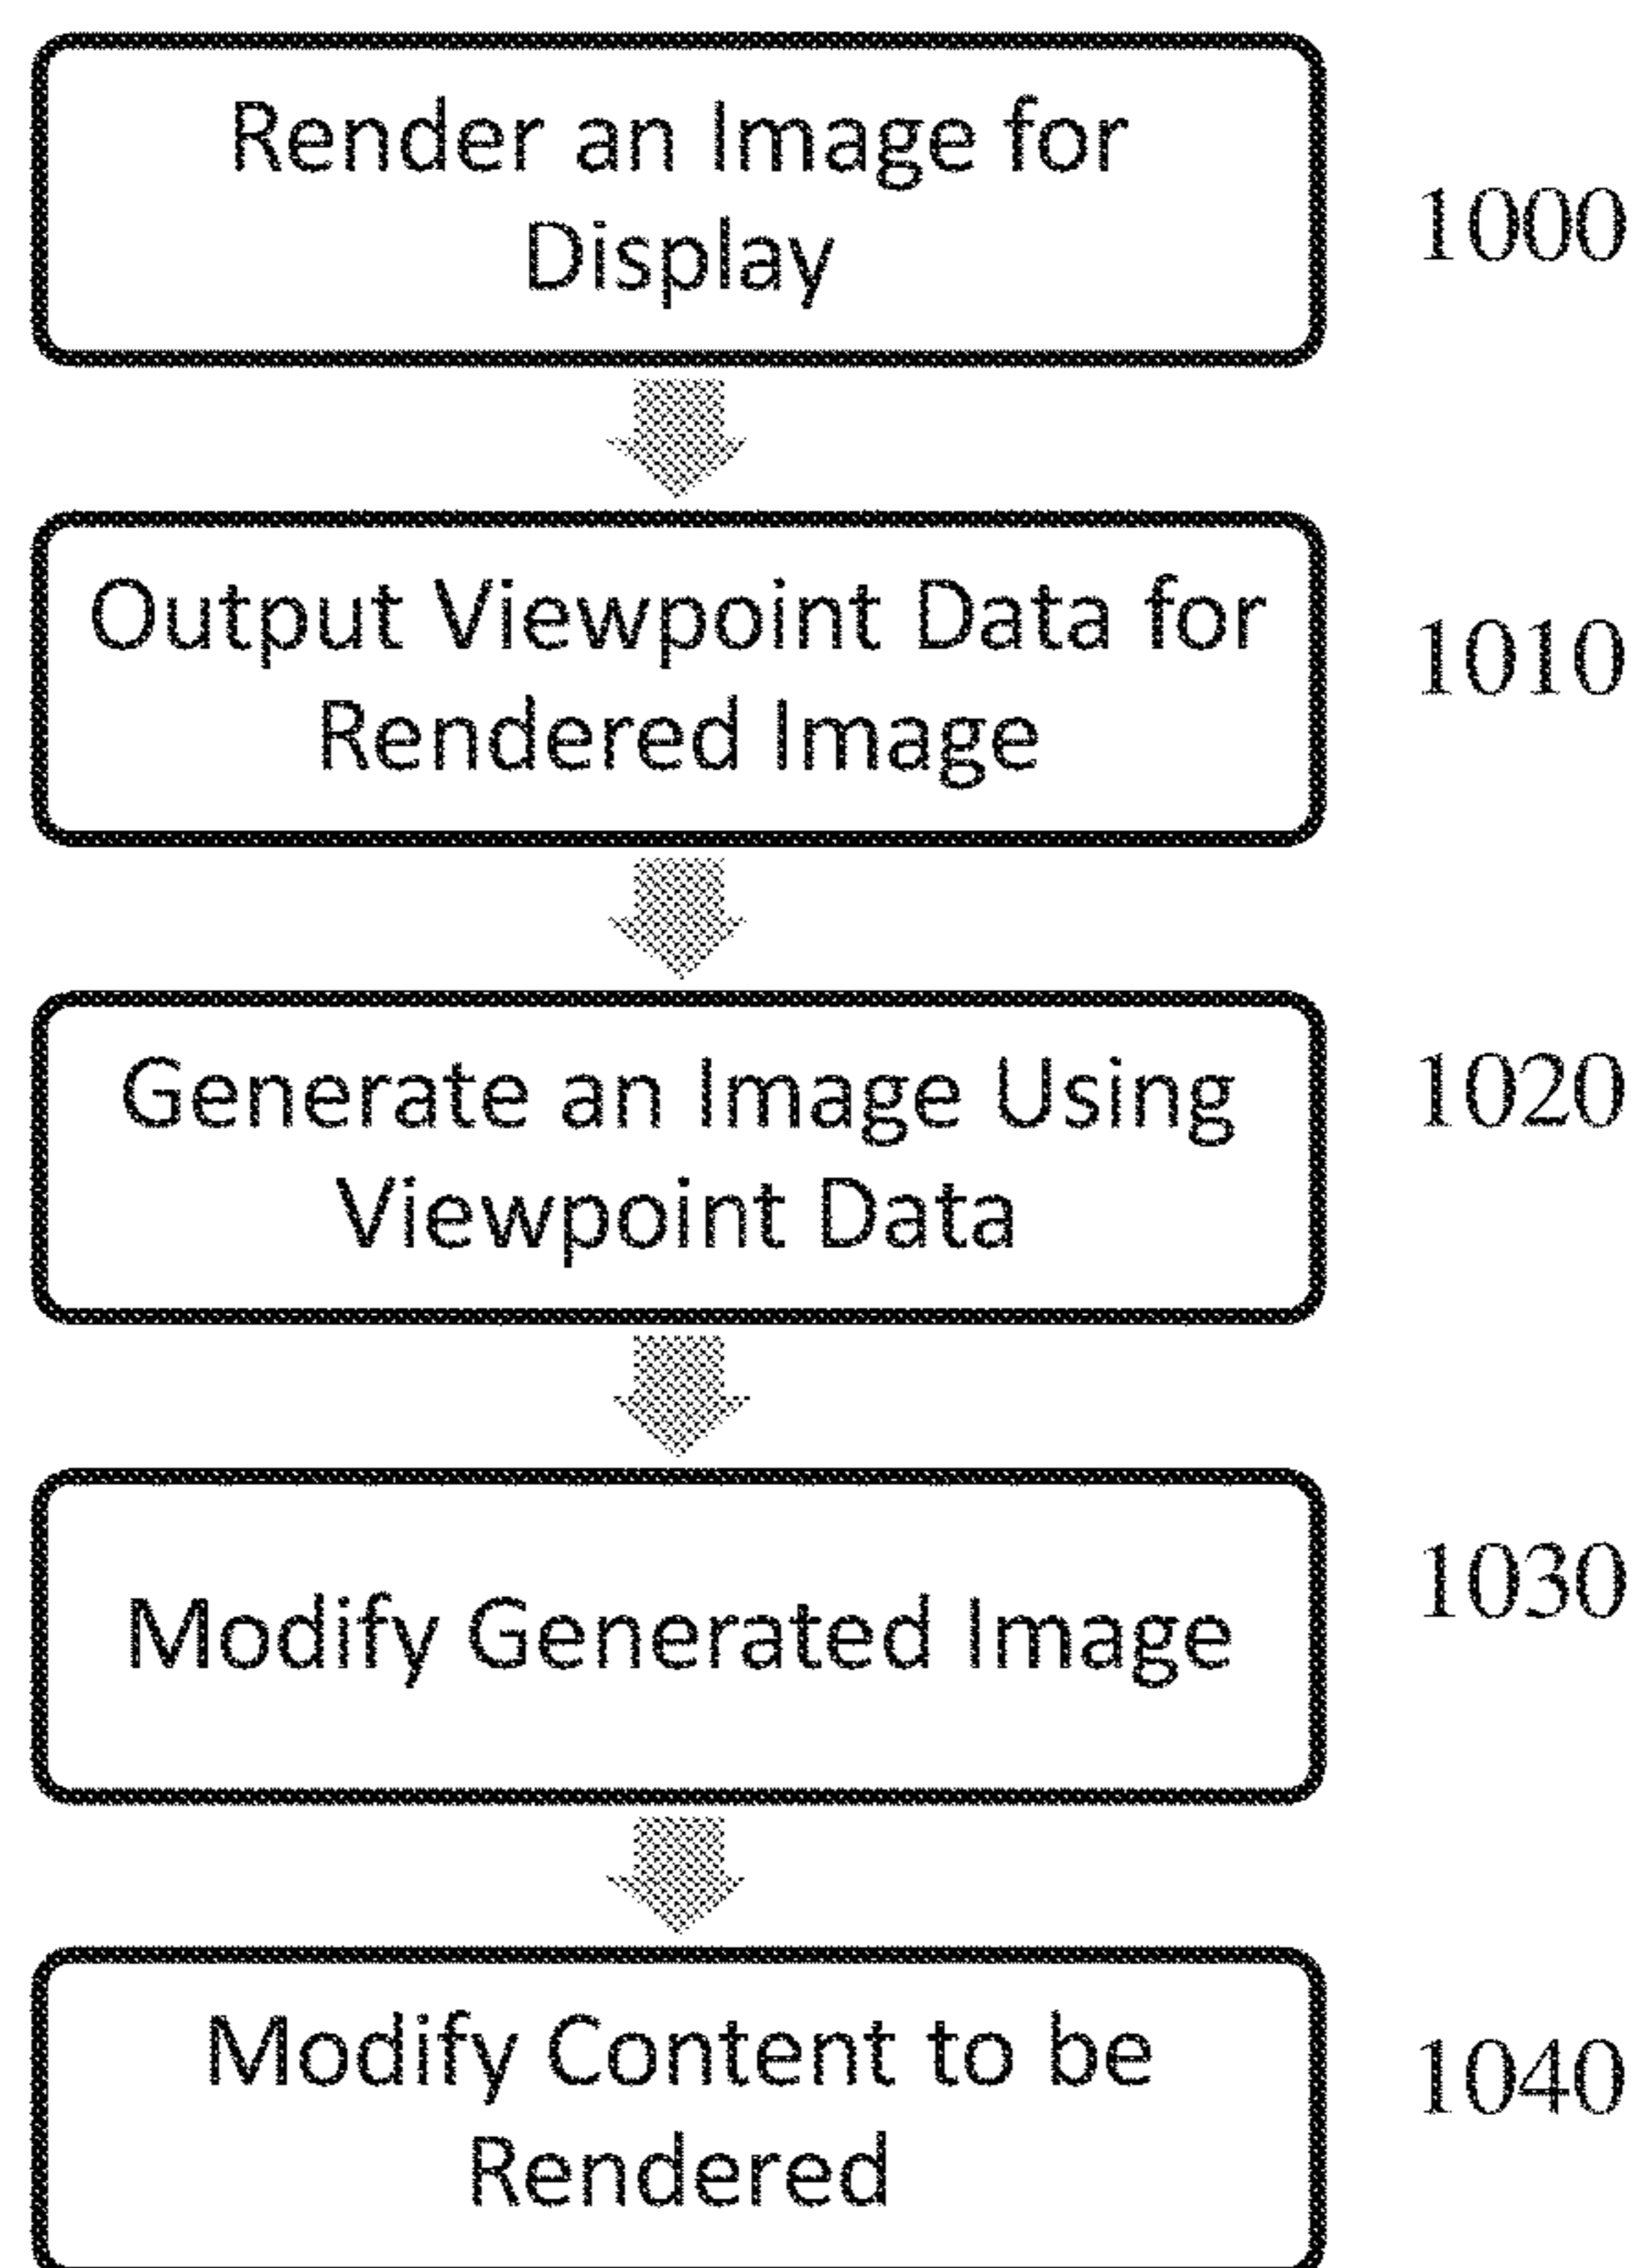 Render an Image for
Display
1000
Output Viewpoint Data for
Rendered Image
1010
Generate an Image Using
Viewpoint Data
1020
Modify Generated Image
1030
Modify Content to be
Rendered
1040